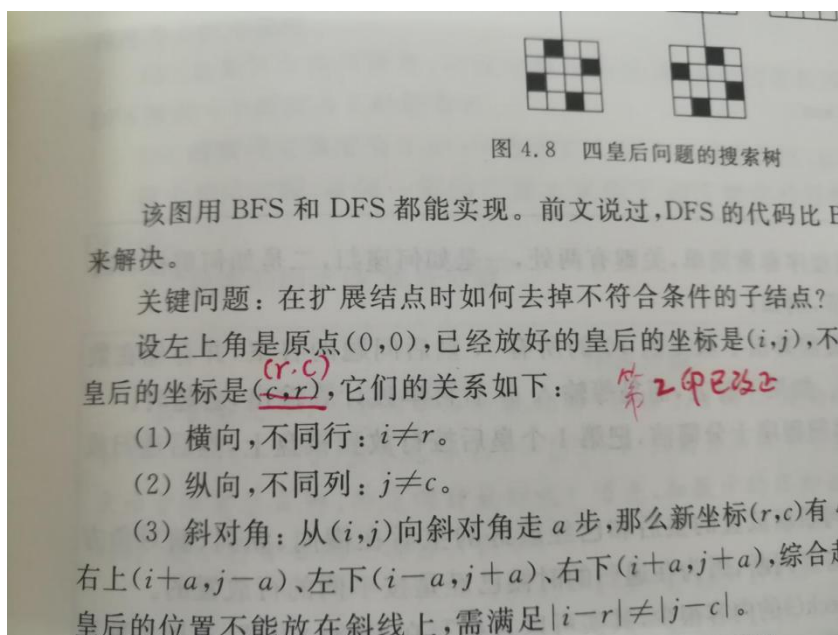 图4.8 四皇后问题的搜索树
该图用 BFS 和 DFS 都能实现。前文说过,DFS 的代码比
来解决。
关键问题:在扩展结点时如何去掉不符合条件的子结点?
设左上角是原点(0,0),已经放好的皇后的坐标是(i,j),不
(r.c)
皇后的坐标是(c,r),它们的关系如下: 第2印已改正
(1) 横向,不同行:i≠r。
(2) 纵向,不同列:j≠c。
(3) 斜对角:从(i,j)向斜对角走 a 步,那么新坐标(r,c)有
右上(i+a,j-a)、左下(i-a,j+a)、右下(i+a,j+a),综合起
皇后的位置不能放在斜线上,需满足|i-r|≠|j-c|。